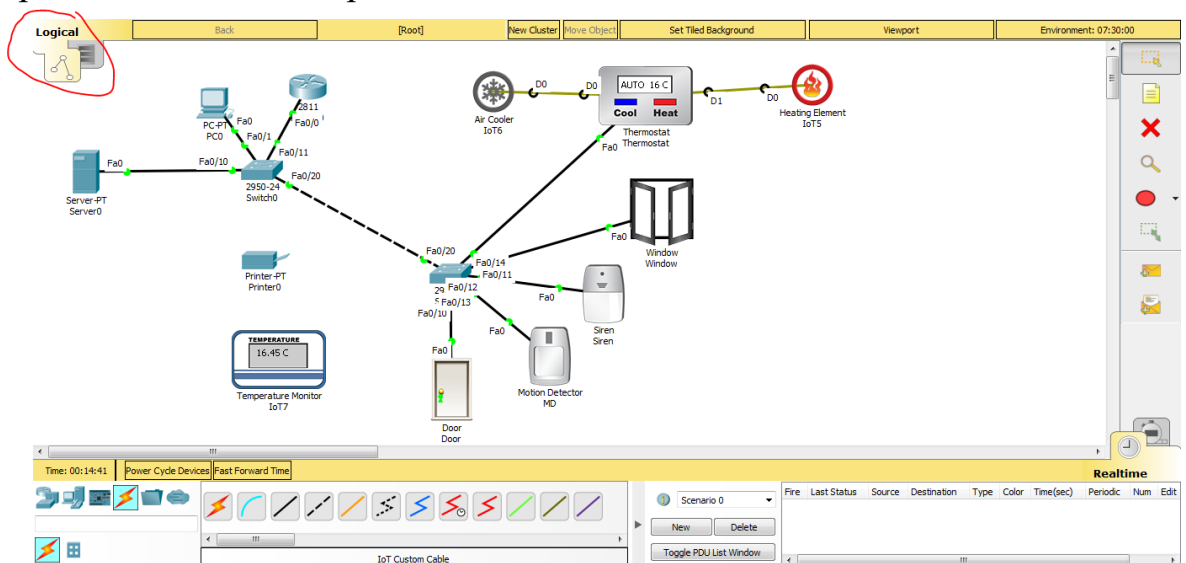 Logical
Back
[Root]
New Cluster
Move Object
Set Tiled Background
Viewport
Environment: 07:30:00
PC-PT
PC0
Fa0
Fa0/1
2811
Fa0/0
Fa0/11
Fa0/10
Fa0
Server-PT
Server0
2950-24
Switch0
Fa0/20
Printer-PT
Printer0
TEMPERATURE
16.45 C
Temperature Monitor
IoT7
Air Cooler
IoT6
D0
D0
AUTO 16 C
Cool Heat
Thermostat
Thermostat
Fa0
D1
D0
Heating Element
IoT5
Fa0
Window
Window
Fa0/20
Fa0/14
Fa0/11
29
Fa0/12
Fa0/13
Fa0/10
Fa0
Siren
Siren
Fa0
Motion Detector
MD
Fa0
Door
Door
Time: 00:14:41
Power Cycle Devices
Fast Forward Time
Realtime
IoT Custom Cable
Scenario 0
New
Delete
Toggle PDU List Window
Fire Last Status Source Destination Type Color Time(sec) Periodic Num Edit